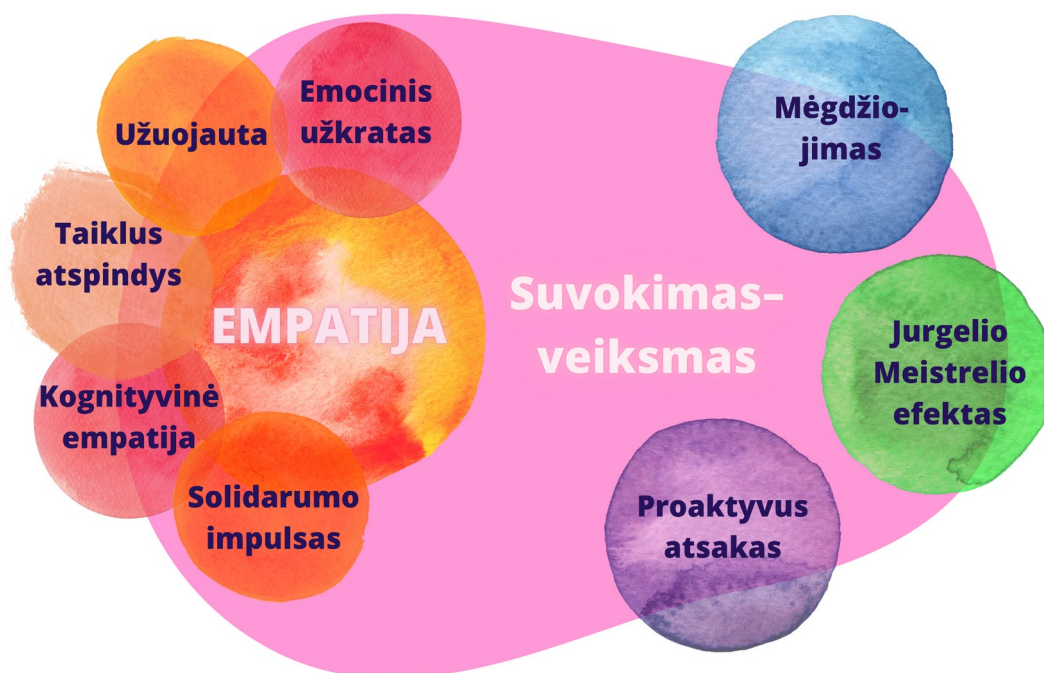 Emocinis
užkratas
Užuojauta
Taiklus
atspindys
EMPATIJA
Kognityvinė
empatija
Solidarumo
impulsas
Suvokimas–
veiksmas
Mėgdžio-
jimas
Jurgelio
Meistrelio
efektas
Proaktyvus
atsakas